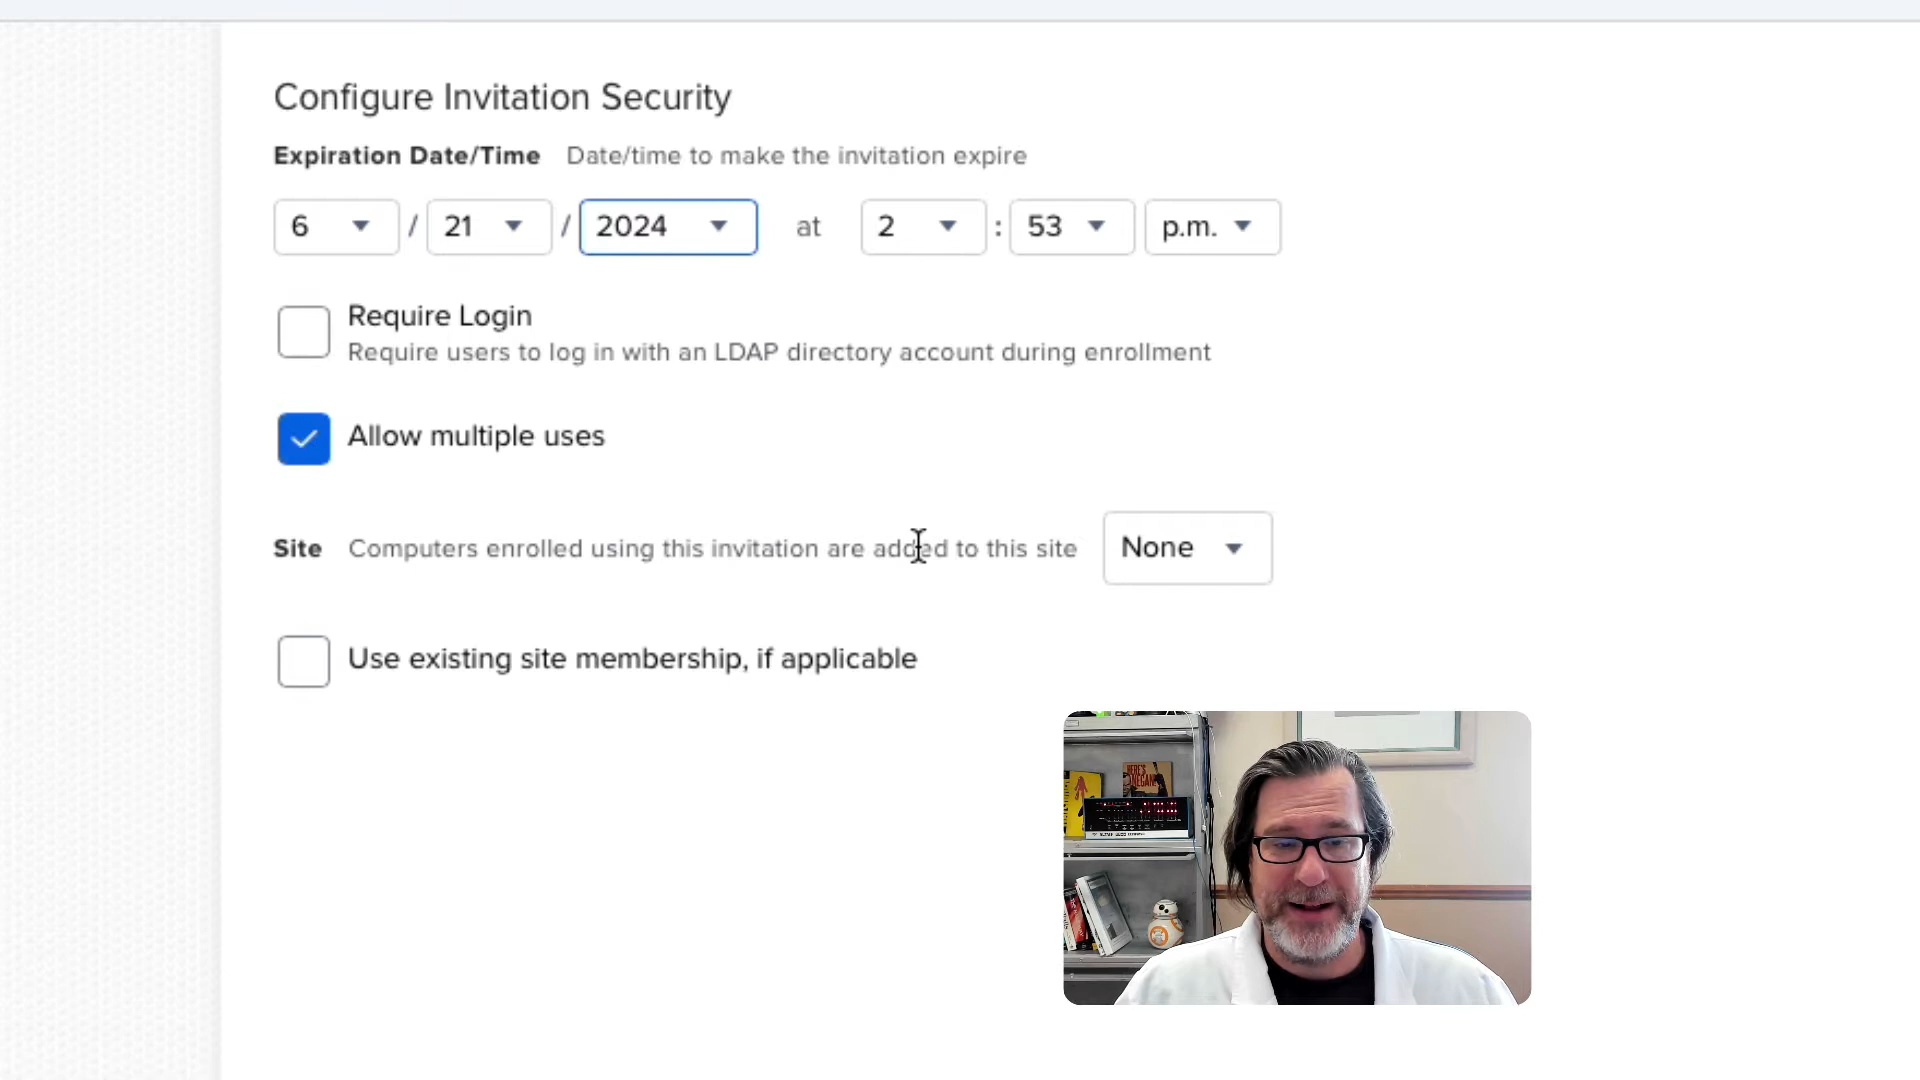 Configure Invitation Security
Expiration Date/Time Date/time to make the invitation expire
6 / 21 / 2024 at 2 : 53 p.m.
Require Login
Require users to log in with an LDAP directory account during enrollment
Allow multiple uses
Site Computers enrolled using this invitation are added to this site None
Use existing site membership, if applicable
HERE'S
NEGAN!